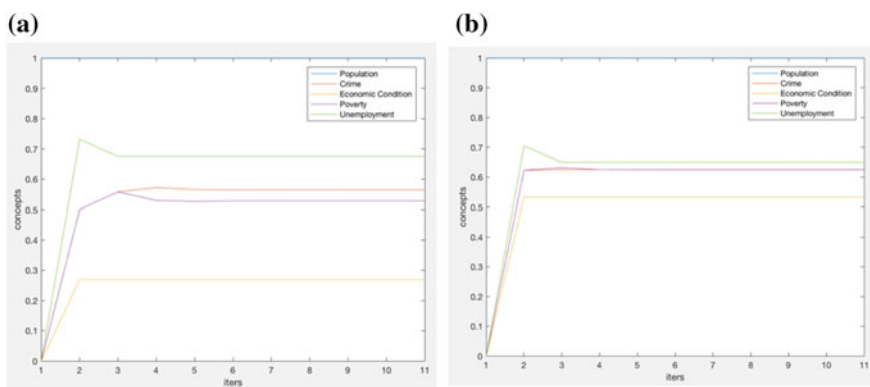 (a)
1
0.9
0.8
0.7
0.6
0.5
0.4
0.3
0.2
0.1
0
concepts
1 2 3 4 5 6 7 8 9 10 11
iters
Population
Crime
Economic Condition
Poverty
Unemployment
(b)
1
0.9
0.8
0.7
0.6
0.5
0.4
0.3
0.2
0.1
0
concepts
1 2 3 4 5 6 7 8 9 10 11
iters
Population
Crime
Economic Condition
Poverty
Unemployment